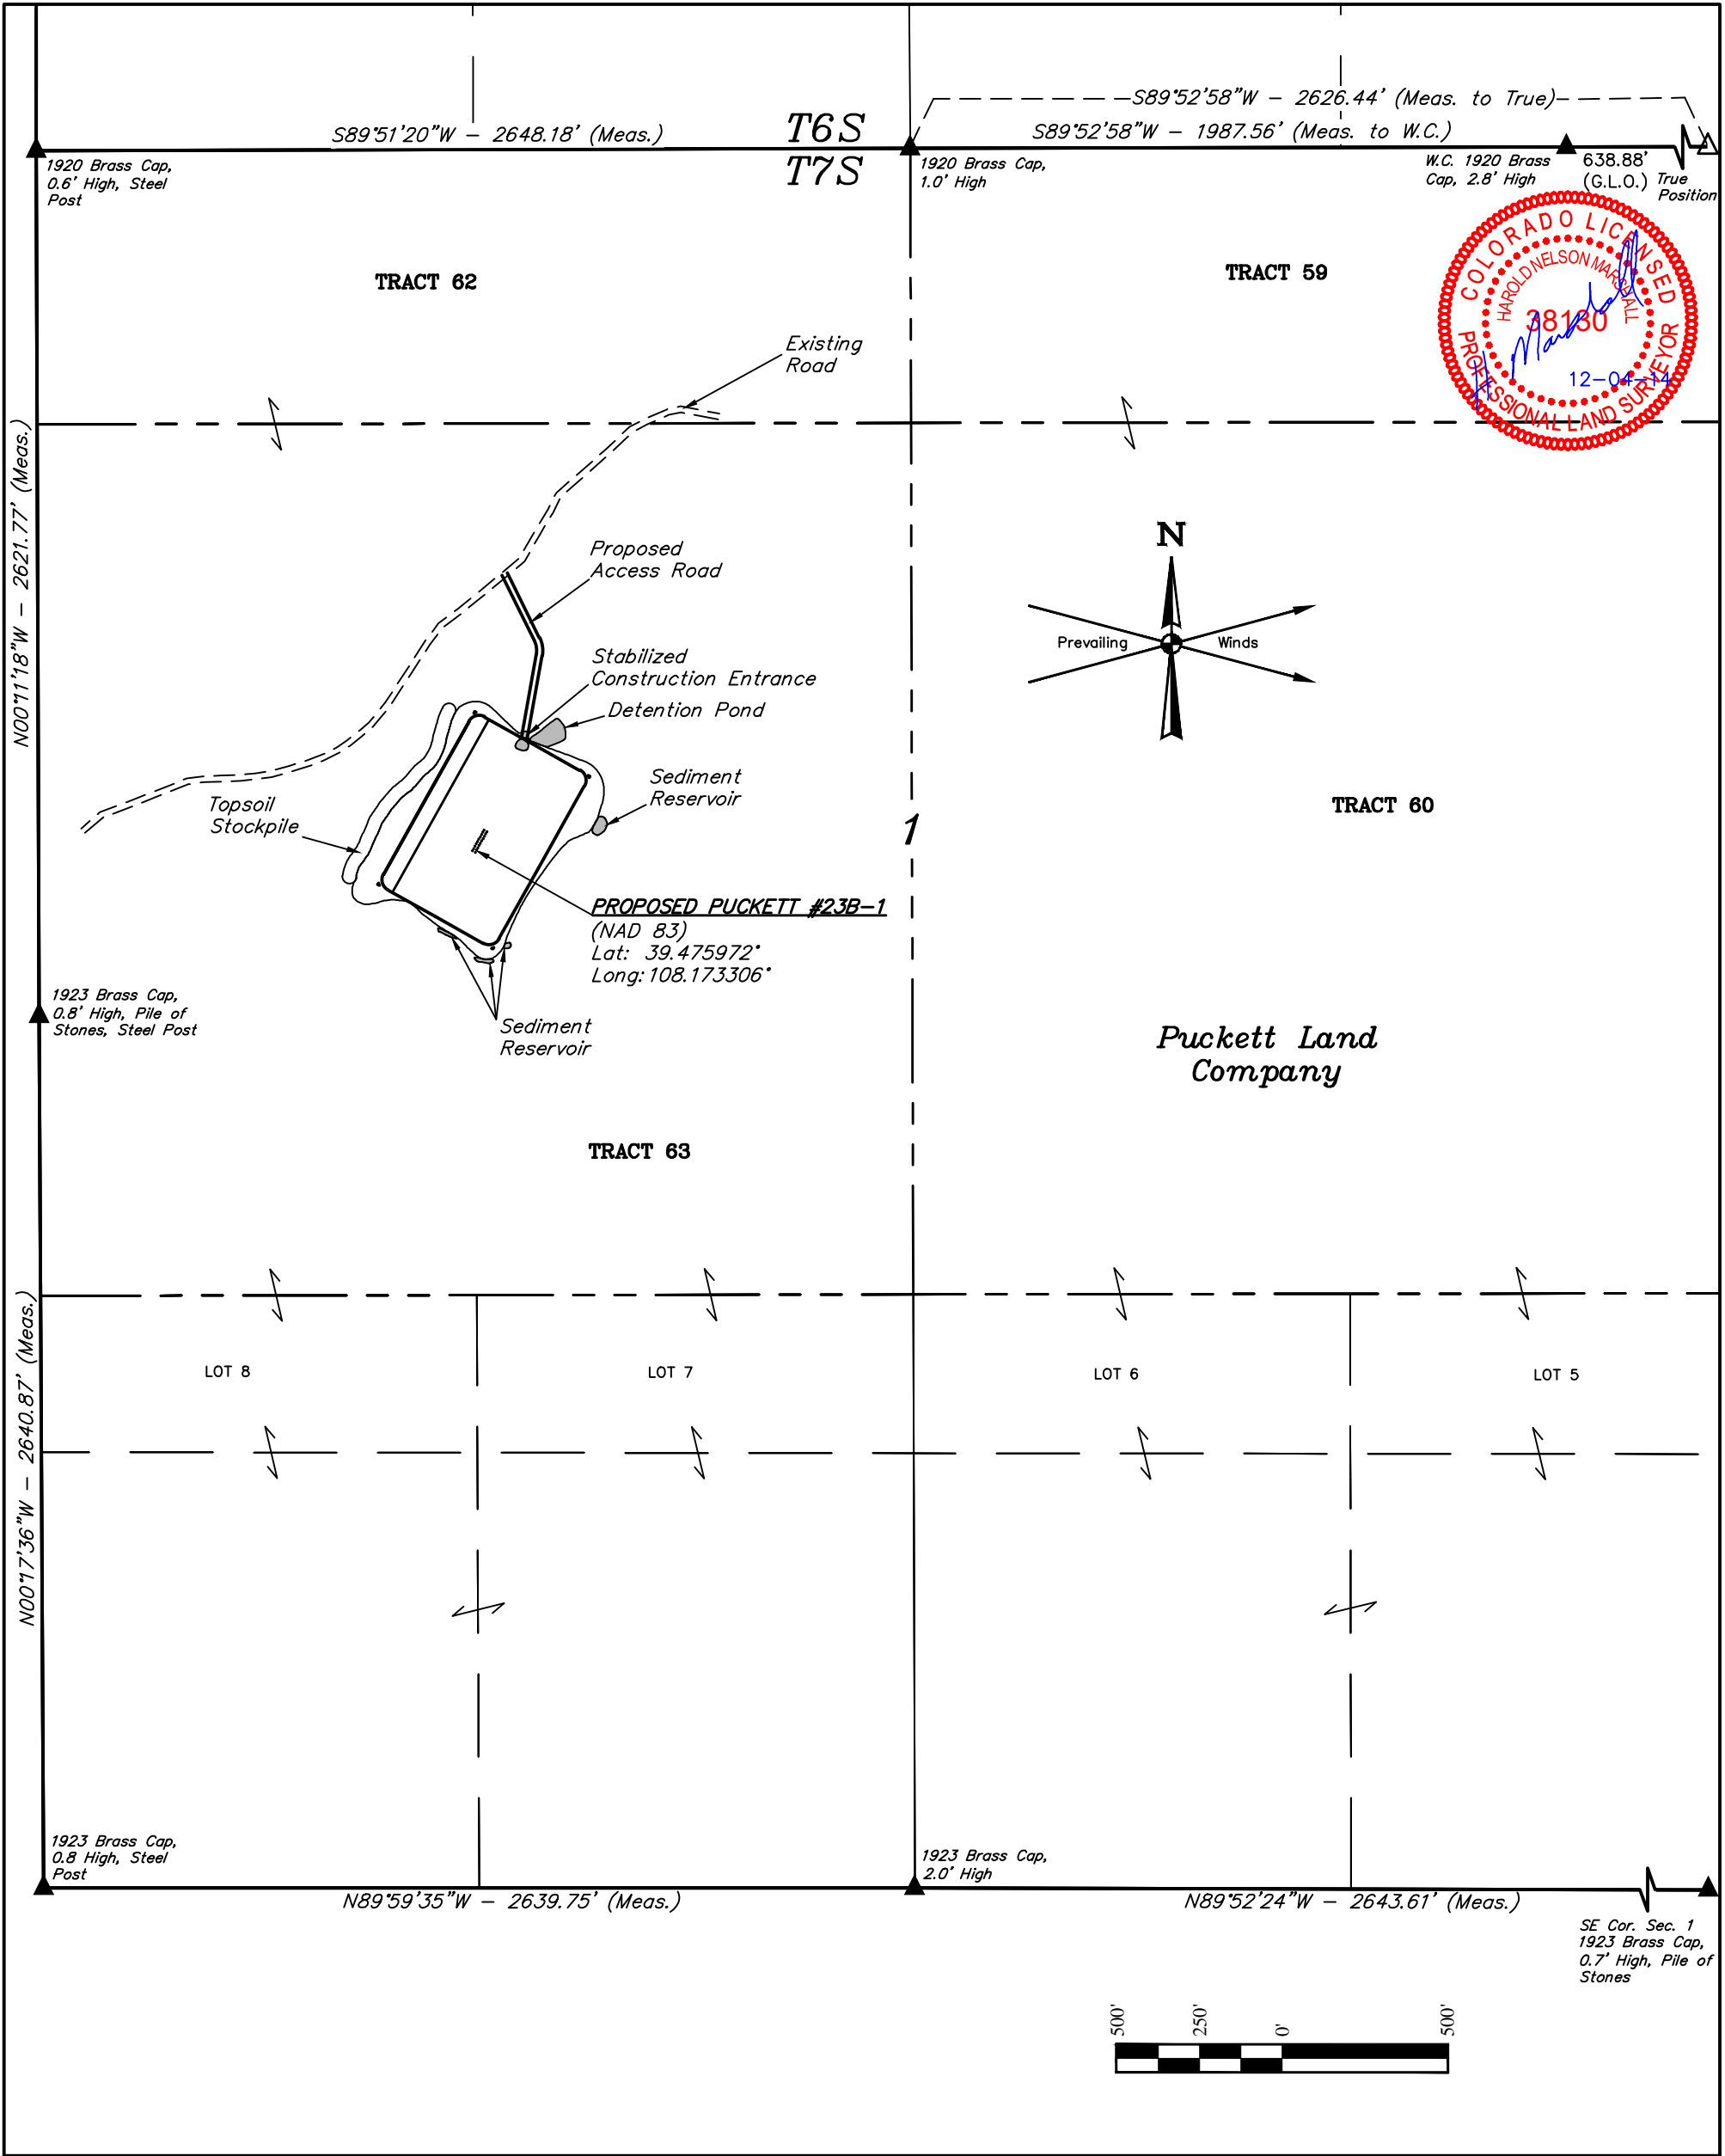 S89°52'58"W - 2626.44' (Meas. to True)
S89°51'20"W - 2648.18' (Meas.)
T6S
S89°52'58"W - 1987.56' (Meas. to W.C.)
T7S
1920 Brass Cap,
0.6' High, Steel
Post
1920 Brass Cap,
1.0' High
W.C. 1920 Brass
Cap, 2.8' High
638.88'
(G.L.O.)
True
Position
COLORADO LICENSED
HAROLD NELSON MARSHALL
38130
12-04-14
PROFESSIONAL LAND SURVEYOR
TRACT 62
TRACT 59
Existing
Road
N00°11'18"W - 2621.77' (Meas.)
Proposed
Access Road
N
Prevailing
Winds
Stabilized
Construction Entrance
Detention Pond
Sediment
Reservoir
Topsoil
Stockpile
TRACT 60
1
PROPOSED PUCKETT #23B-1
(NAD 83)
Lat: 39.475972°
Long: 108.173306°
1923 Brass Cap,
0.8' High, Pile of
Stones, Steel Post
Sediment
Reservoir
Puckett Land
Company
TRACT 63
N00°17'36"W - 2640.87' (Meas.)
LOT 8
LOT 7
LOT 6
LOT 5
1923 Brass Cap,
0.8 High, Steel
Post
1923 Brass Cap,
2.0' High
N89°59'35"W - 2639.75' (Meas.)
N89°52'24"W - 2643.61' (Meas.)
SE Cor. Sec. 1
1923 Brass Cap,
0.7' High, Pile of
Stones
500'
250'
0'
500'